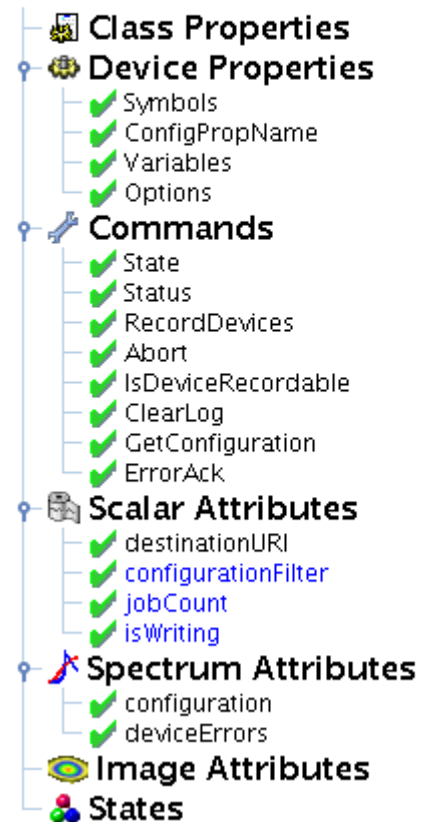 Class Properties
Device Properties
Symbols
ConfigPropName
Variables
Options
Commands
State
Status
RecordDevices
Abort
IsDeviceRecordable
ClearLog
GetConfiguration
ErrorAck
Scalar Attributes
destinationURI
configurationFilter
jobCount
isWriting
Spectrum Attributes
configuration
deviceErrors
Image Attributes
States